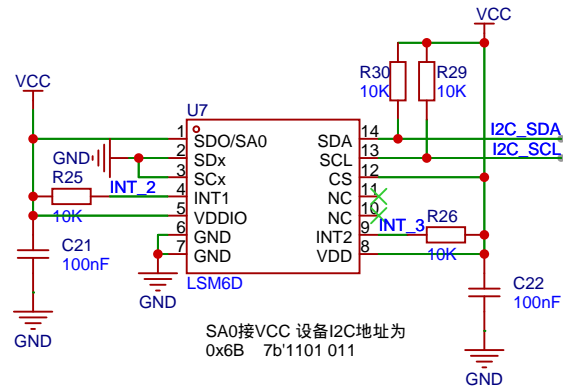 VCC
VCC
R30
10K
R29
10K
U7
I2C_SDA
I2C_SCL
GND
R25
10K
INT_2
1 SDO/SA0
2 SDx
3 SCx
4 INT1
5 VDDIO
6 GND
7 GND
SDA 14
SCL 13
CS 12
NC 11
NC 10
INT2 9
VDD 8
INT_3
R26
10K
C21
100nF
LSM6D
GND
GND
C22
100nF
GND
SA0接VCC 设备I2C地址为
0x6B 7b'1101 011